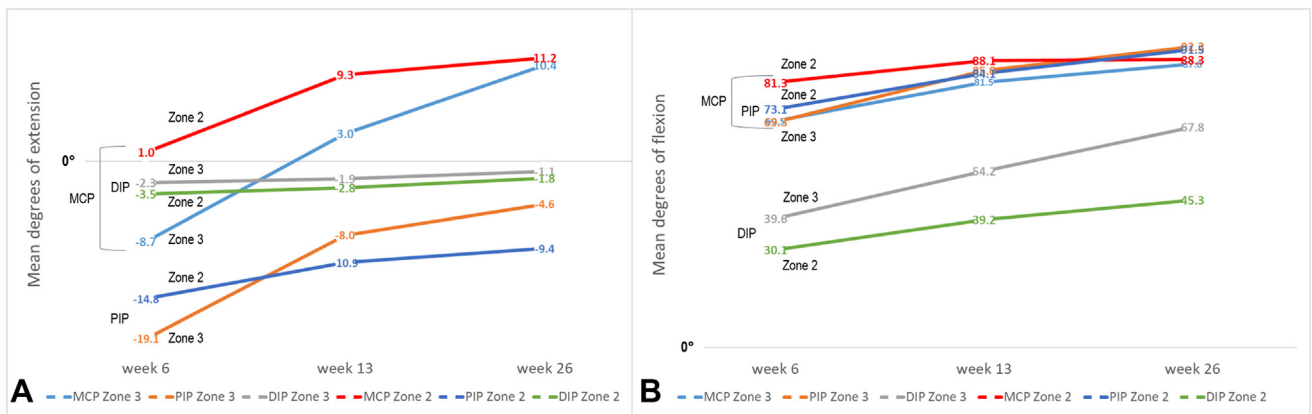 Mean degrees of extension
11.2
10.4
9.3
Zone 2
3.0
1.0
0°
Zone 3
MCP
DIP
-2.3
-1.9
-1.1
-3.5
-2.8
-1.8
Zone 2
-4.6
-8.7
Zone 3
-8.0
-9.4
Zone 2
10.9
-14.8
PIP
-19.1
Zone 3
week 6
week 13
week 26
A
MCP Zone 3
PIP Zone 3
DIP Zone 3
MCP Zone 2
PIP Zone 2
DIP Zone 2
Mean degrees of flexion
Zone 2
88.1
88.3
81.3
84.1
MCP
Zone 2
81.5
PIP
73.1
Zone 3
67.8
54.2
Zone 3
39.6
45.3
DIP
39.2
30.1
Zone 2
0°
week 6
week 13
week 26
B
MCP Zone 3
PIP Zone 3
DIP Zone 3
MCP Zone 2
PIP Zone 2
DIP Zone 2